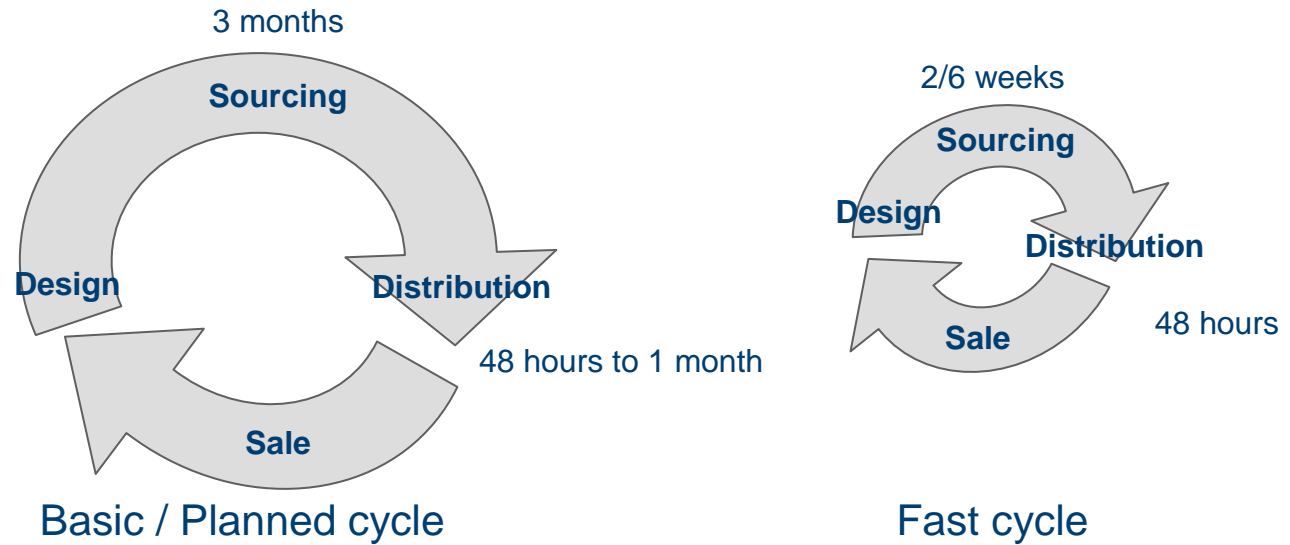 3 months
Sourcing
Design
Distribution
48 hours to 1 month
Sale
Basic / Planned cycle
2/6 weeks
Sourcing
Design
Distribution
48 hours
Sale
Fast cycle